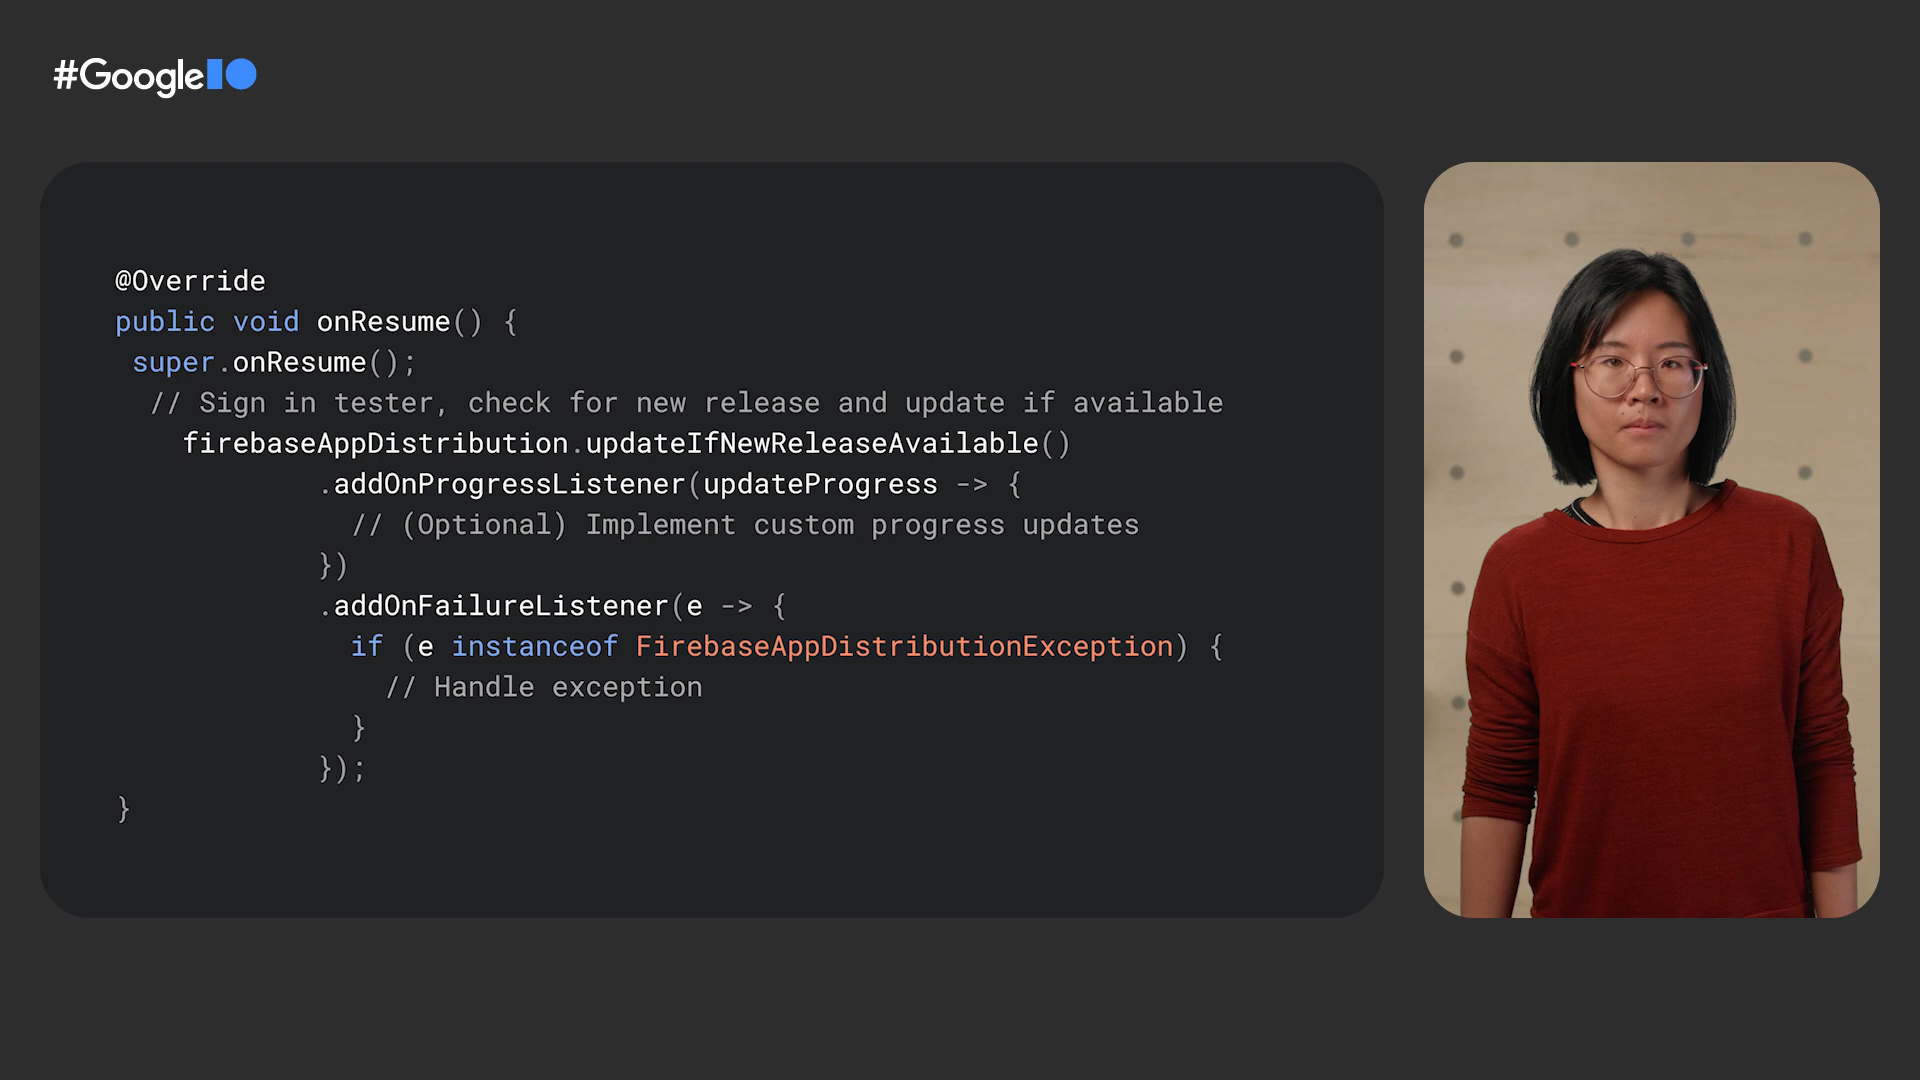 #GoogleIO
@Override
public void onResume() {
super.onResume();
// Sign in tester, check for new release and update if available
firebaseAppDistribution.updateIfNewReleaseAvailable()
.addOnProgressListener(updateProgress -> {
// (Optional) Implement custom progress updates
})
.addOnFailureListener(e -> {
if (e instanceof FirebaseAppDistributionException) {
// Handle exception
}
});
}